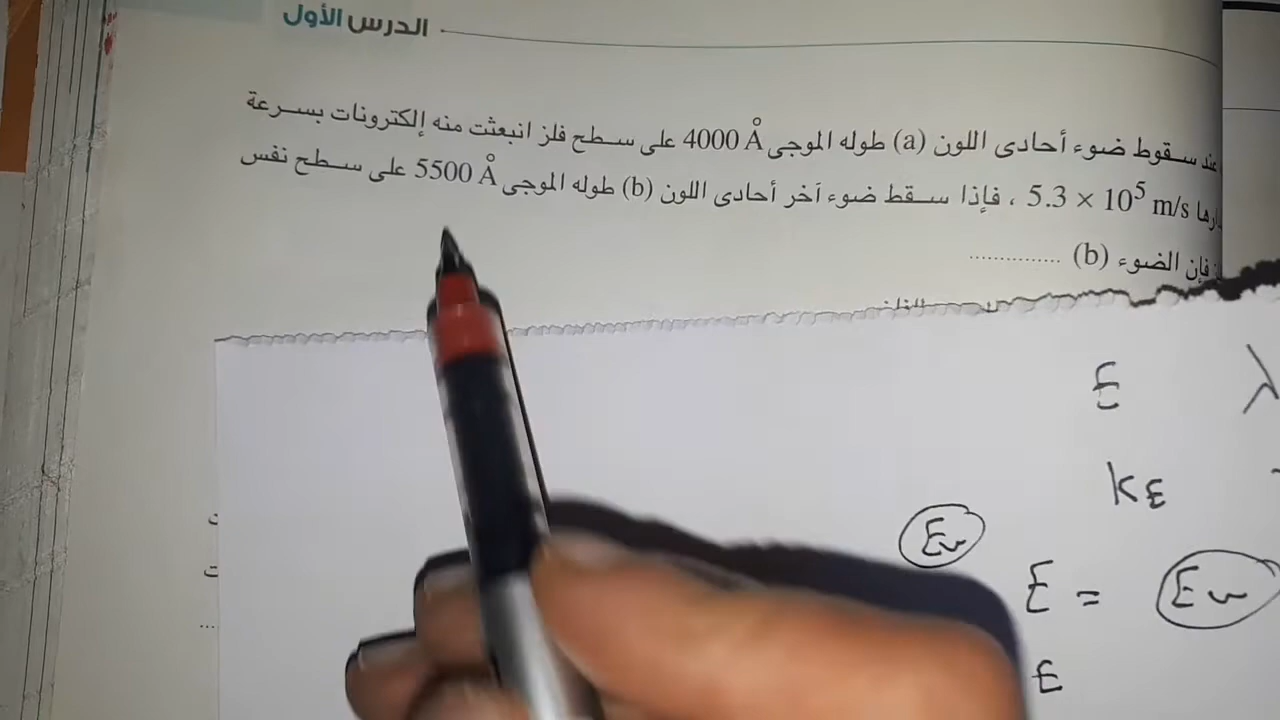 الدرس الأول
عند سقوط ضوء أحادى اللون (a) طوله الموجى 4000 Å على سطح فلز انبعثت منه إلكترونات بسرعة
5.3 × 10⁵ m/s ، فإذا سقط ضوء آخر أحادى اللون (b) طوله الموجى 5500 Å على سطح نفس
فإن الضوء (b) ..............
E λ
KE
Ew
E = Ew
E